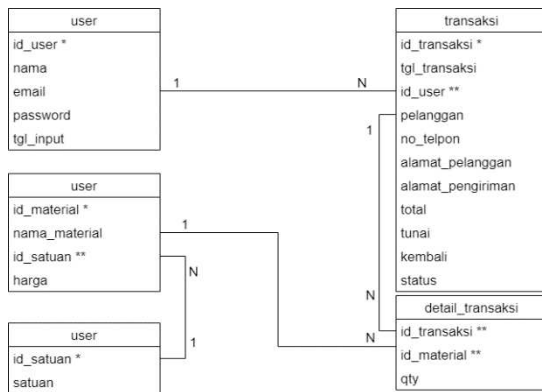 user
id_user *
nama
email
password
tgl_input
user
id_material *
nama_material
id_satuan **
harga
user
id_satuan *
satuan
transaksi
id_transaksi *
tgl_transaksi
id_user **
pelanggan
no_telpon
alamat_pelanggan
alamat_pengiriman
total
tunai
kembali
status
detail_transaksi
id_transaksi **
id_material **
qty
1
N
1
N
1
N
N
1